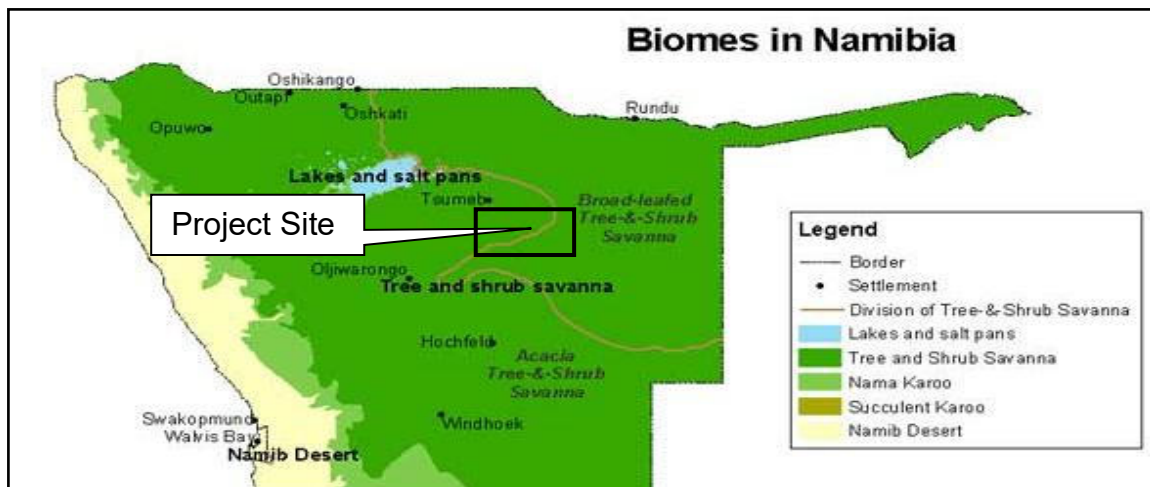 Biomes in Namibia
Oshikango
Outapi
Oshkati
Rundu
Opuwo
Lakes and salt pans
Tsumeb
Broad-leafed
Tree-&-Shrub
Savanna
Project Site
Oljiwarongo
Tree and shrub savanna
Hochfeld
Acacia
Tree-&-Shrub
Savanna
Windhoek
Swakopmund
Walvis Bay
Namib Desert
Legend
Border
Settlement
Division of Tree-&-Shrub Savanna
Lakes and salt pans
Tree and Shrub Savanna
Nama Karoo
Succulent Karoo
Namib Desert